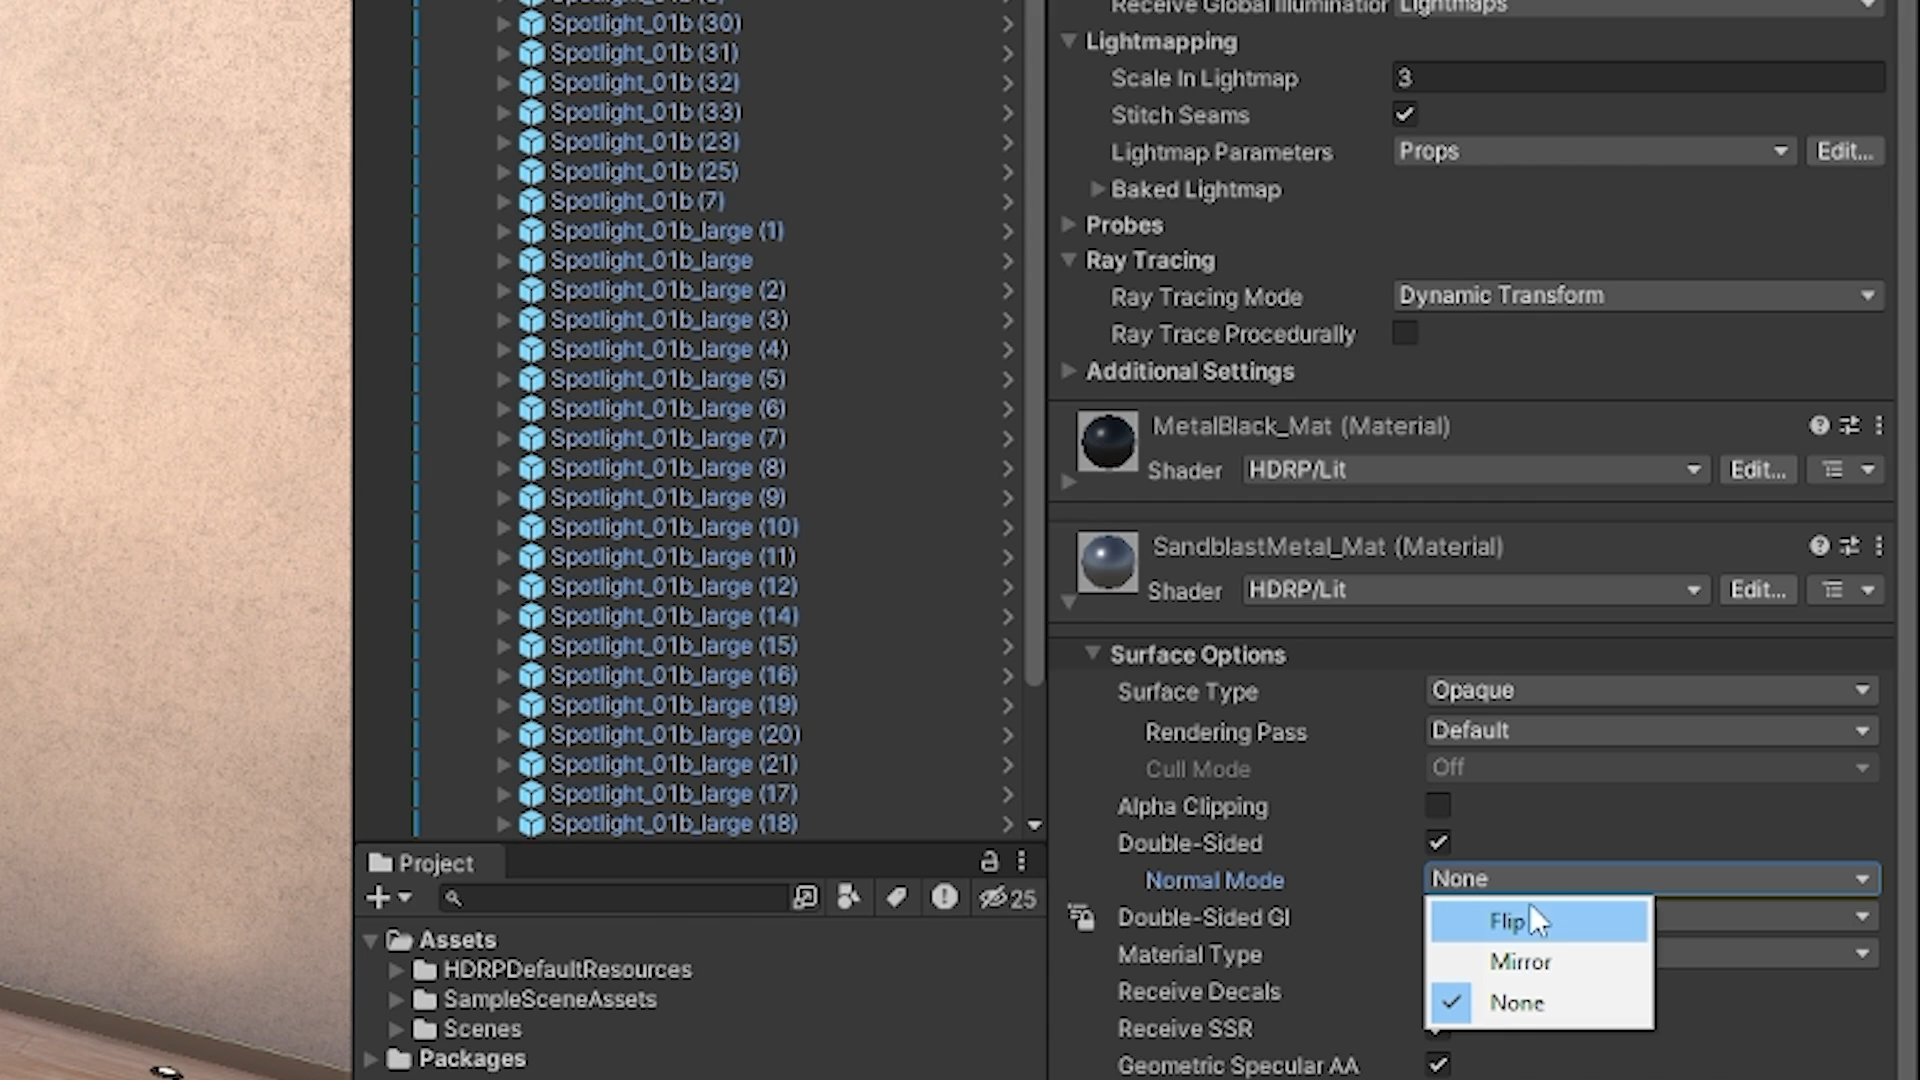 Spotlight_01b (30)
Spotlight_01b (31)
Spotlight_01b (32)
Spotlight_01b (33)
Spotlight_01b (23)
Spotlight_01b (25)
Spotlight_01b (7)
Spotlight_01b_large (1)
Spotlight_01b_large
Spotlight_01b_large (2)
Spotlight_01b_large (3)
Spotlight_01b_large (4)
Spotlight_01b_large (5)
Spotlight_01b_large (6)
Spotlight_01b_large (7)
Spotlight_01b_large (8)
Spotlight_01b_large (9)
Spotlight_01b_large (10)
Spotlight_01b_large (11)
Spotlight_01b_large (12)
Spotlight_01b_large (14)
Spotlight_01b_large (15)
Spotlight_01b_large (16)
Spotlight_01b_large (19)
Spotlight_01b_large (20)
Spotlight_01b_large (21)
Spotlight_01b_large (17)
Spotlight_01b_large (18)
Project
25
Assets
HDRPDefaultResources
SampleSceneAssets
Scenes
Packages
Receive Global Illumination Lightmaps
Lightmapping
Scale In Lightmap 3
Stitch Seams
Lightmap Parameters Props Edit...
Baked Lightmap
Probes
Ray Tracing
Ray Tracing Mode Dynamic Transform
Ray Trace Procedurally
Additional Settings
MetalBlack_Mat (Material)
Shader HDRP/Lit Edit...
SandblastMetal_Mat (Material)
Shader HDRP/Lit Edit...
Surface Options
Surface Type Opaque
Rendering Pass Default
Cull Mode Off
Alpha Clipping
Double-Sided
Normal Mode None
Flip
Double-Sided GI
Material Type Mirror
Receive Decals None
Receive SSR
Geometric Specular AA